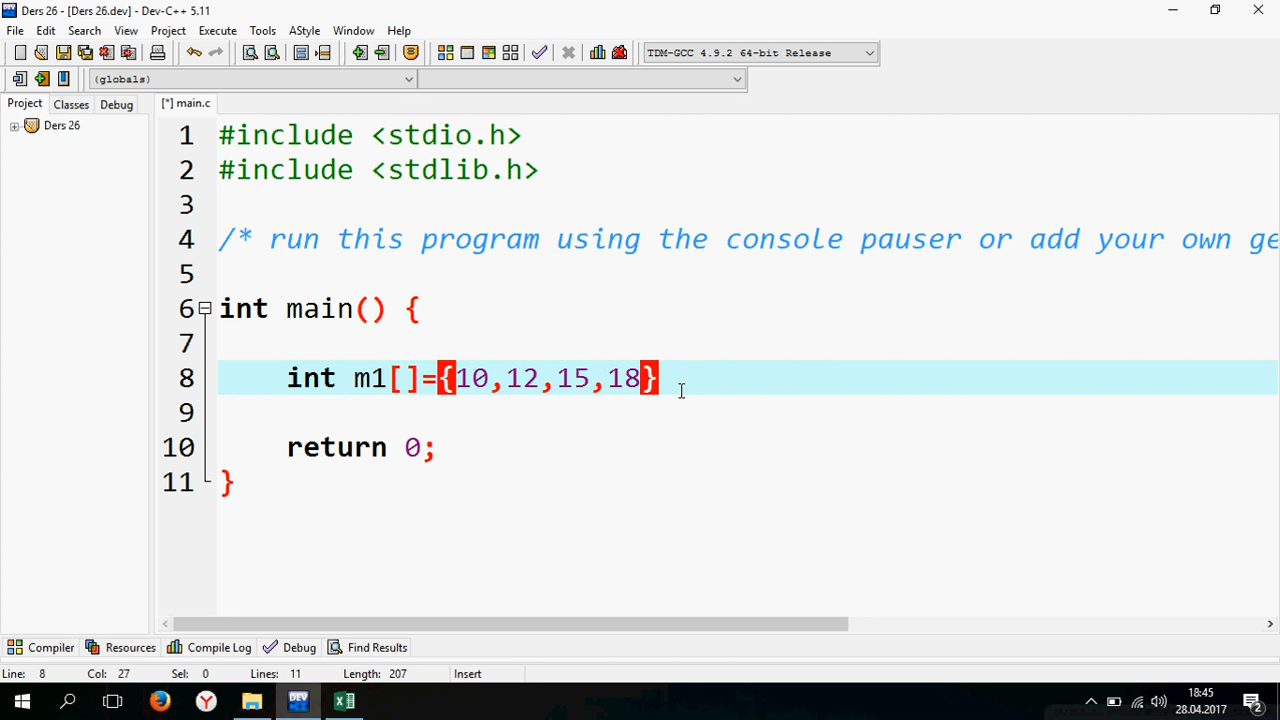 Ders 26 - [Ders 26.dev] - Dev-C++ 5.11
File Edit Search View Project Execute Tools AStyle Window Help
TDM-GCC 4.9.2 64-bit Release
(globals)
Project Classes Debug
[*] main.c
Ders 26
1 #include <stdio.h>
2 #include <stdlib.h>
3
4 /* run this program using the console pauser or add your own ge
5
6 int main() {
7
8 int m1[]={10,12,15,18}
9
10 return 0;
11 }
Compiler Resources Compile Log Debug Find Results
Line: 8 Col: 27 Sel: 0 Lines: 11 Length: 207 Insert
DEV
18:45
28.04.2017
2